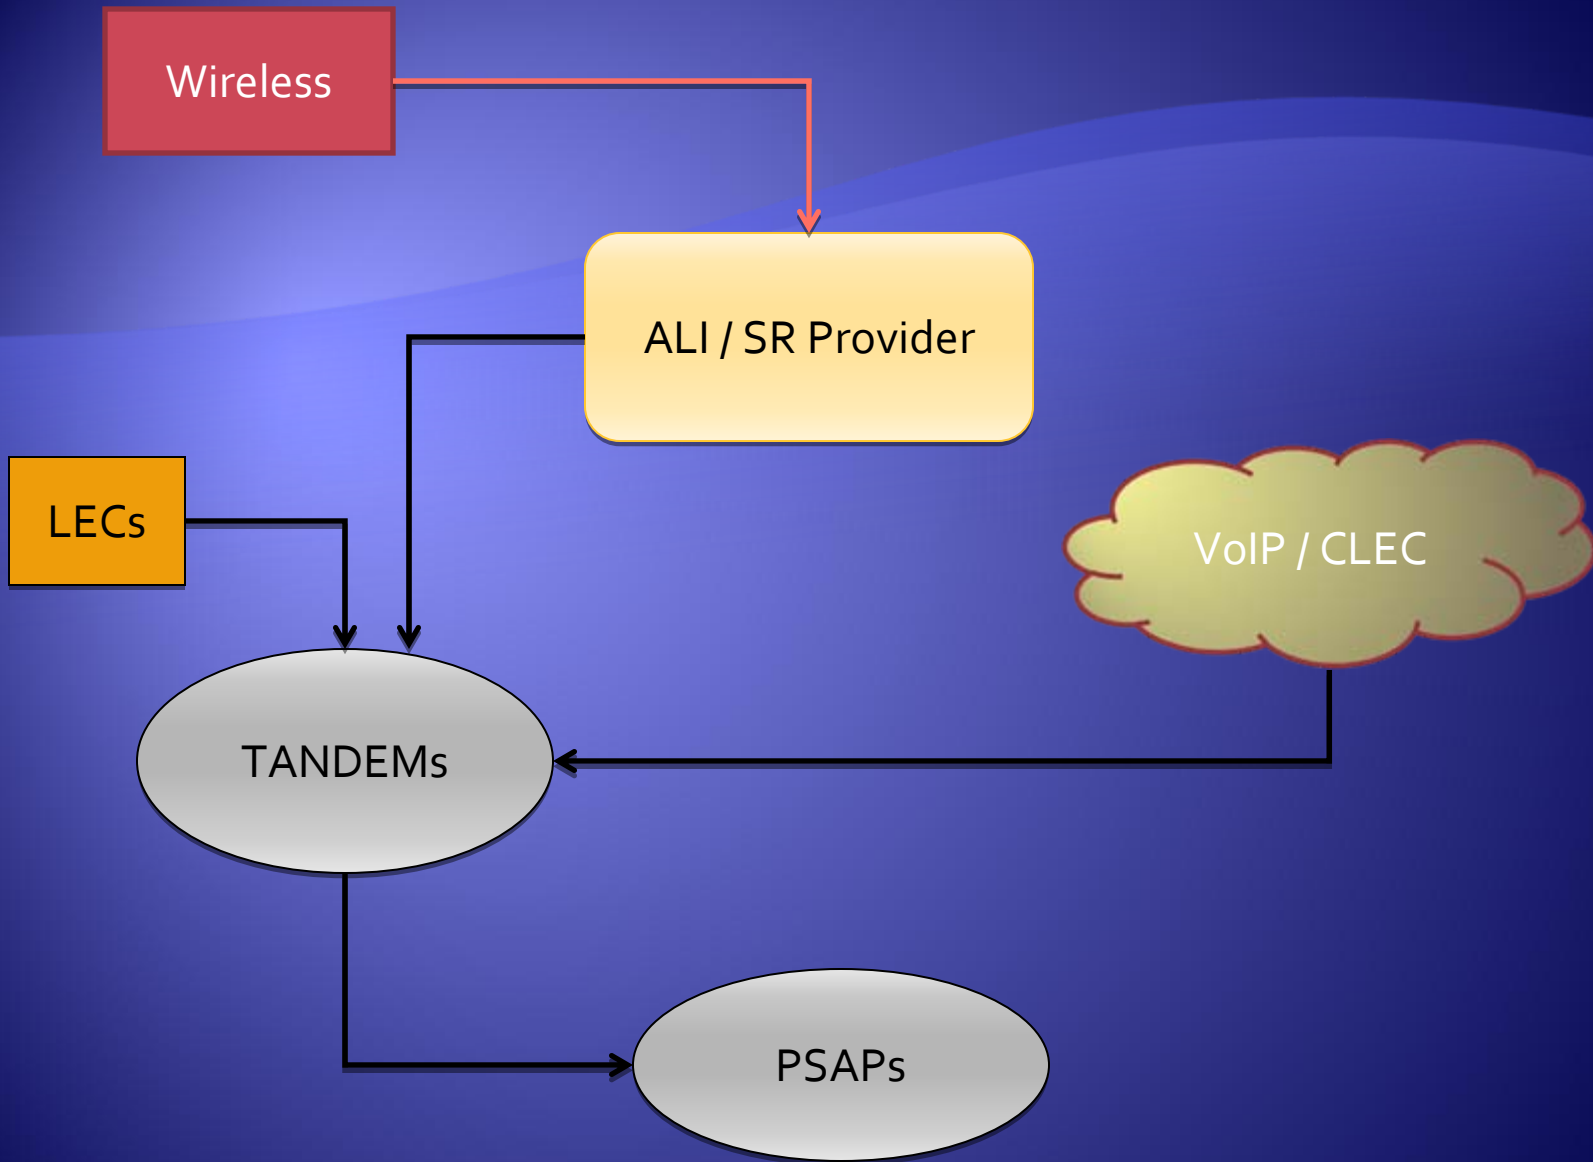 Wireless
ALI / SR Provider
LECs
VoIP / CLEC
TANDEMs
PSAPs